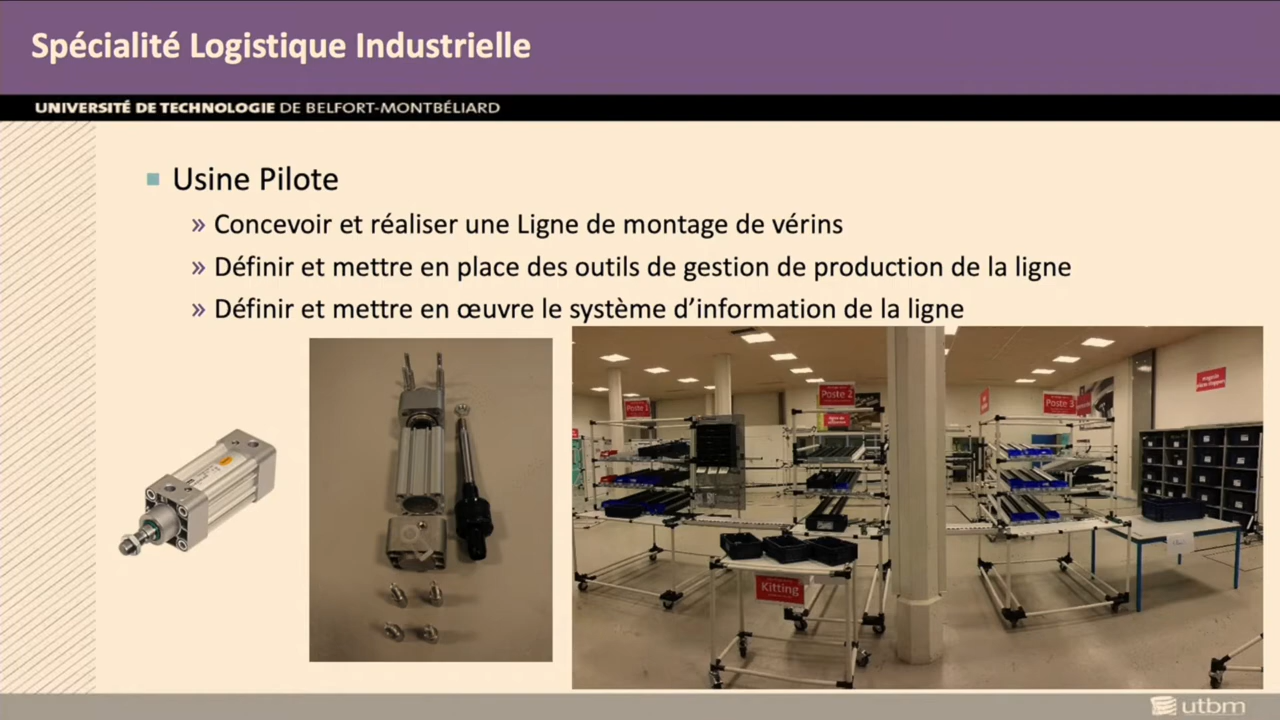 Spécialité Logistique Industrielle
UNIVERSITÉ DE TECHNOLOGIE DE BELFORT-MONTBÉLIARD
Usine Pilote
» Concevoir et réaliser une Ligne de montage de vérins
» Définir et mettre en place des outils de gestion de production de la ligne
» Définir et mettre en œuvre le système d’information de la ligne
Poste 1
Poste 2
Poste 3
Kitting
utbm